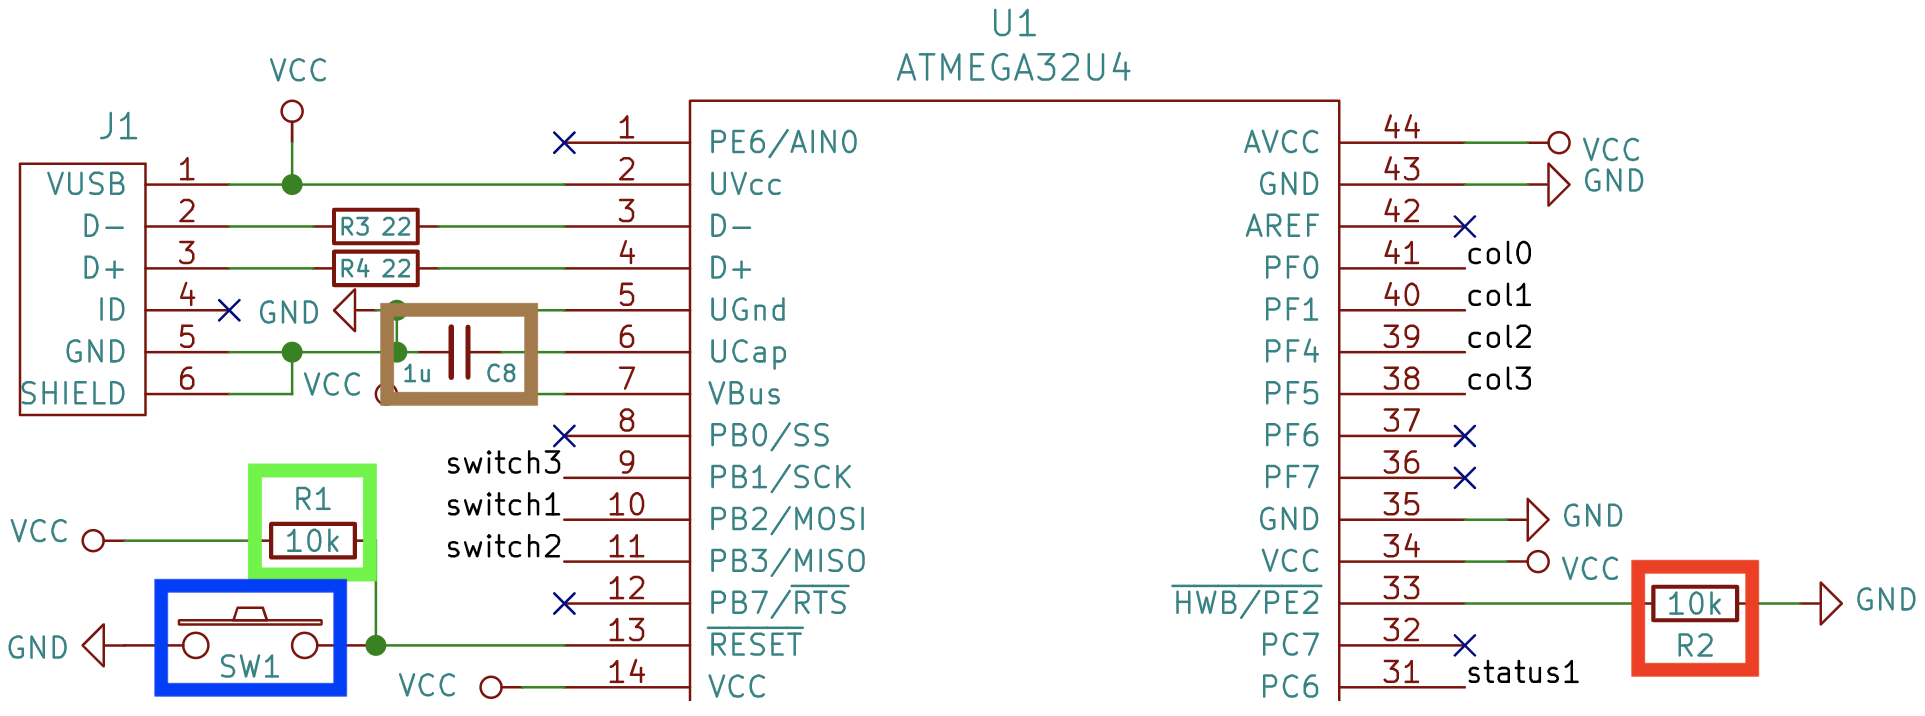 U1
ATMEGA32U4
VCC
J1
VUSB 1
D- 2
D+ 3
ID 4
GND 5
SHIELD 6
R3 22
R4 22
GND
VCC
1u C8
R1
10k
VCC
GND
SW1
VCC
switch3
switch1
switch2
1 PE6/AIN0
2 UVcc
3 D-
4 D+
5 UGnd
6 UCap
7 VBus
8 PB0/SS
9 PB1/SCK
10 PB2/MOSI
11 PB3/MISO
12 PB7/RTS
13 RESET
14 VCC
AVCC 44 VCC
GND 43 GND
AREF 42
PF0 41 col0
PF1 40 col1
PF4 39 col2
PF5 38 col3
PF6 37
PF7 36
GND 35 GND
VCC 34 VCC
HWB/PE2 33 10k GND
PC7 32 R2
PC6 31 status1